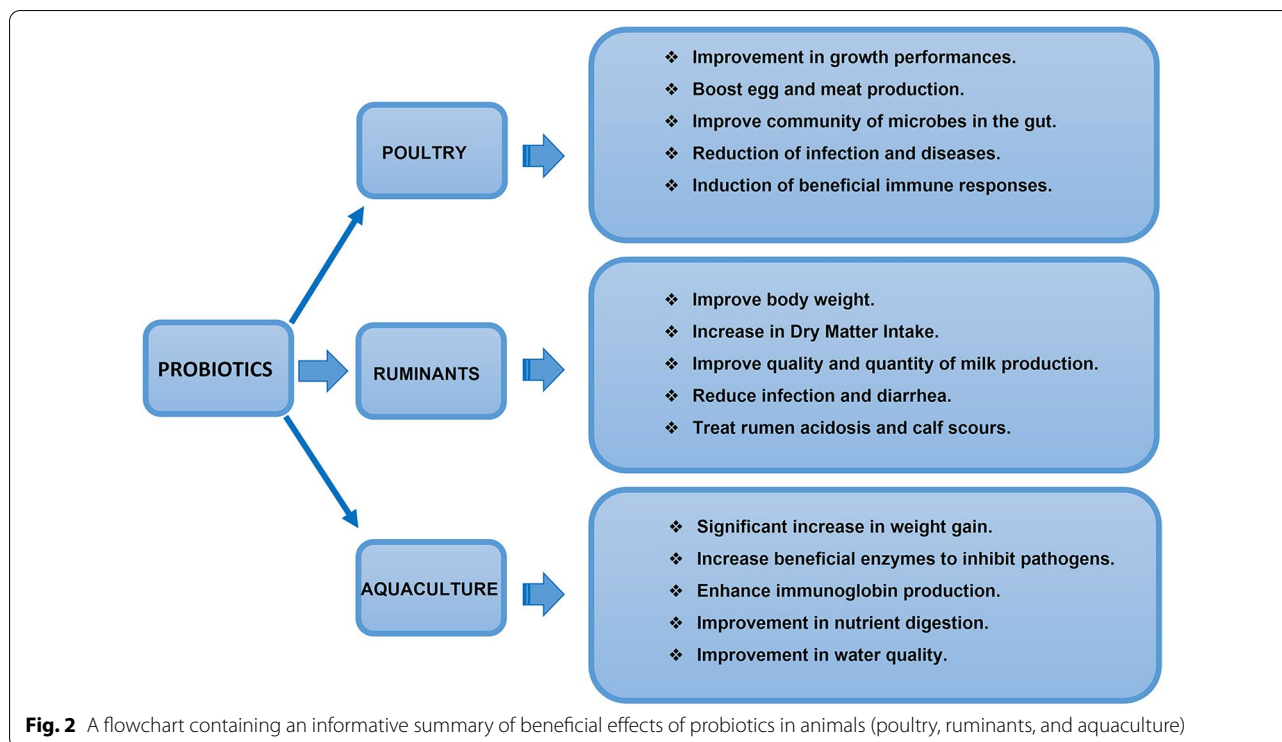 PROBIOTICS
POULTRY
❖ Improvement in growth performances.
❖ Boost egg and meat production.
❖ Improve community of microbes in the gut.
❖ Reduction of infection and diseases.
❖ Induction of beneficial immune responses.
RUMINANTS
❖ Improve body weight.
❖ Increase in Dry Matter Intake.
❖ Improve quality and quantity of milk production.
❖ Reduce infection and diarrhea.
❖ Treat rumen acidosis and calf scours.
AQUACULTURE
❖ Significant increase in weight gain.
❖ Increase beneficial enzymes to inhibit pathogens.
❖ Enhance immunoglobin production.
❖ Improvement in nutrient digestion.
❖ Improvement in water quality.
Fig. 2 A flowchart containing an informative summary of beneficial effects of probiotics in animals (poultry, ruminants, and aquaculture)